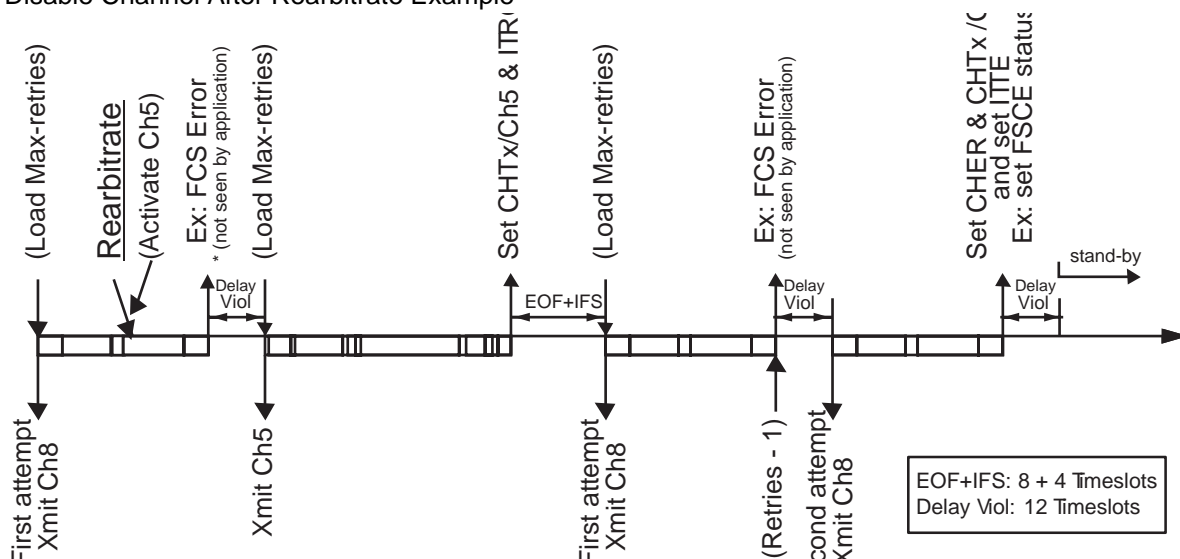 Disable Channel After Rearbitrate Example
(Load Max-retries)
Rearbitrate
(Activate Ch5)
Ex: FCS Error
* (not seen by application)
(Load Max-retries)
Set CHTx/Ch5 & ITR
(Load Max-retries)
Ex: FCS Error
(not seen by application)
Set CHER & CHTx /
and set ITTE
Ex: set FSCE status
Delay
Viol
EOF+IFS
Delay
Viol
Delay
Viol
stand-by
First attempt
Xmit Ch8
Xmit Ch5
First attempt
Xmit Ch8
(Retries - 1)
cond attempt
Xmit Ch8
EOF+IFS: 8 + 4 Timeslots
Delay Viol: 12 Timeslots